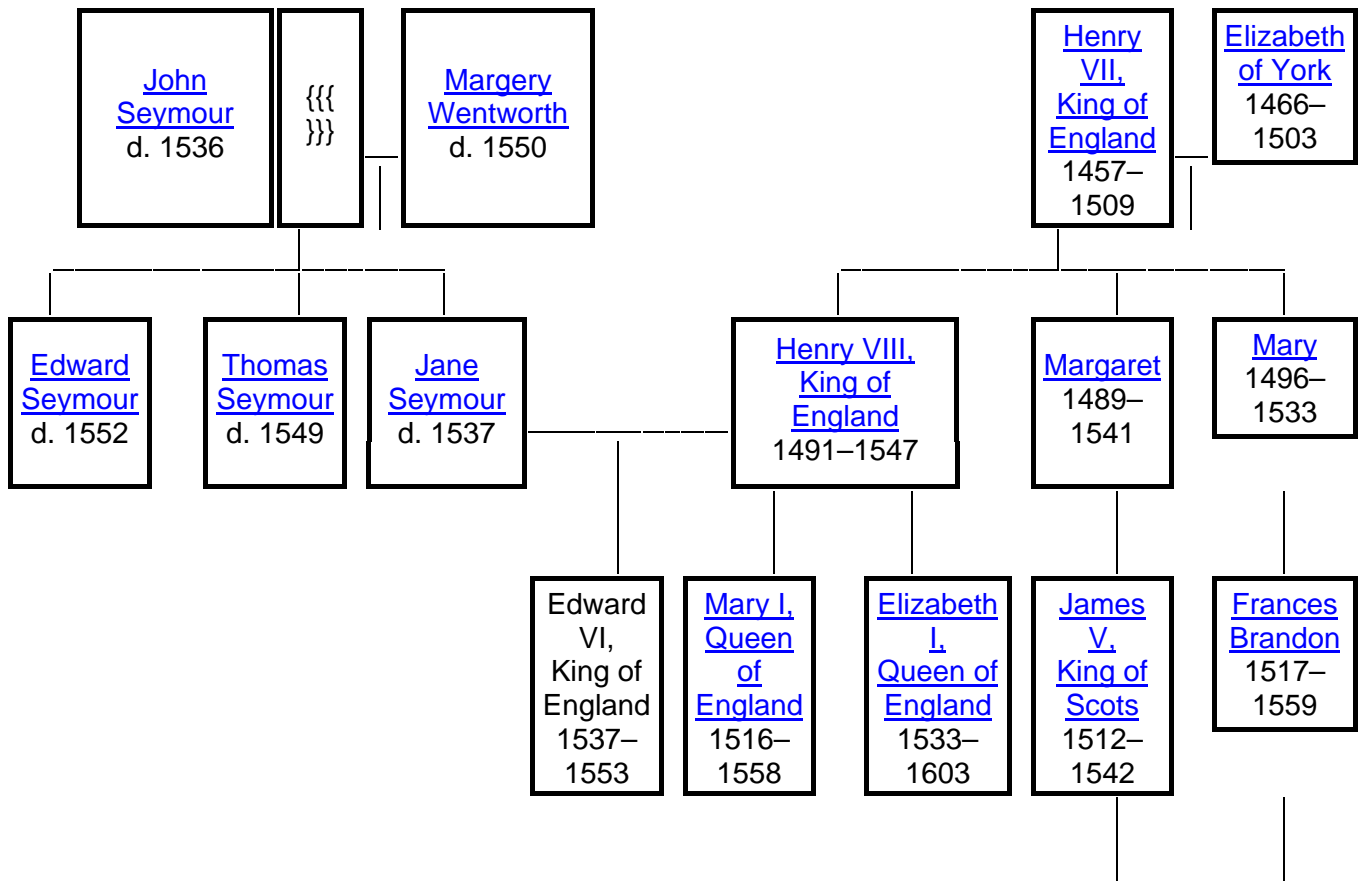 John
Seymour
d. 1536
{{{
}}}
Margery
Wentworth
d. 1550
Henry
VII,
King of
England
1457–
1509
Elizabeth
of York
1466–
1503
Edward
Seymour
d. 1552
Thomas
Seymour
d. 1549
Jane
Seymour
d. 1537
Henry VIII,
King of
England
1491–1547
Margaret
1489–
1541
Mary
1496–
1533
Edward
VI,
King of
England
1537–
1553
Mary I,
Queen
of
England
1516–
1558
Elizabeth
I,
Queen of
England
1533–
1603
James
V,
King of
Scots
1512–
1542
Frances
Brandon
1517–
1559